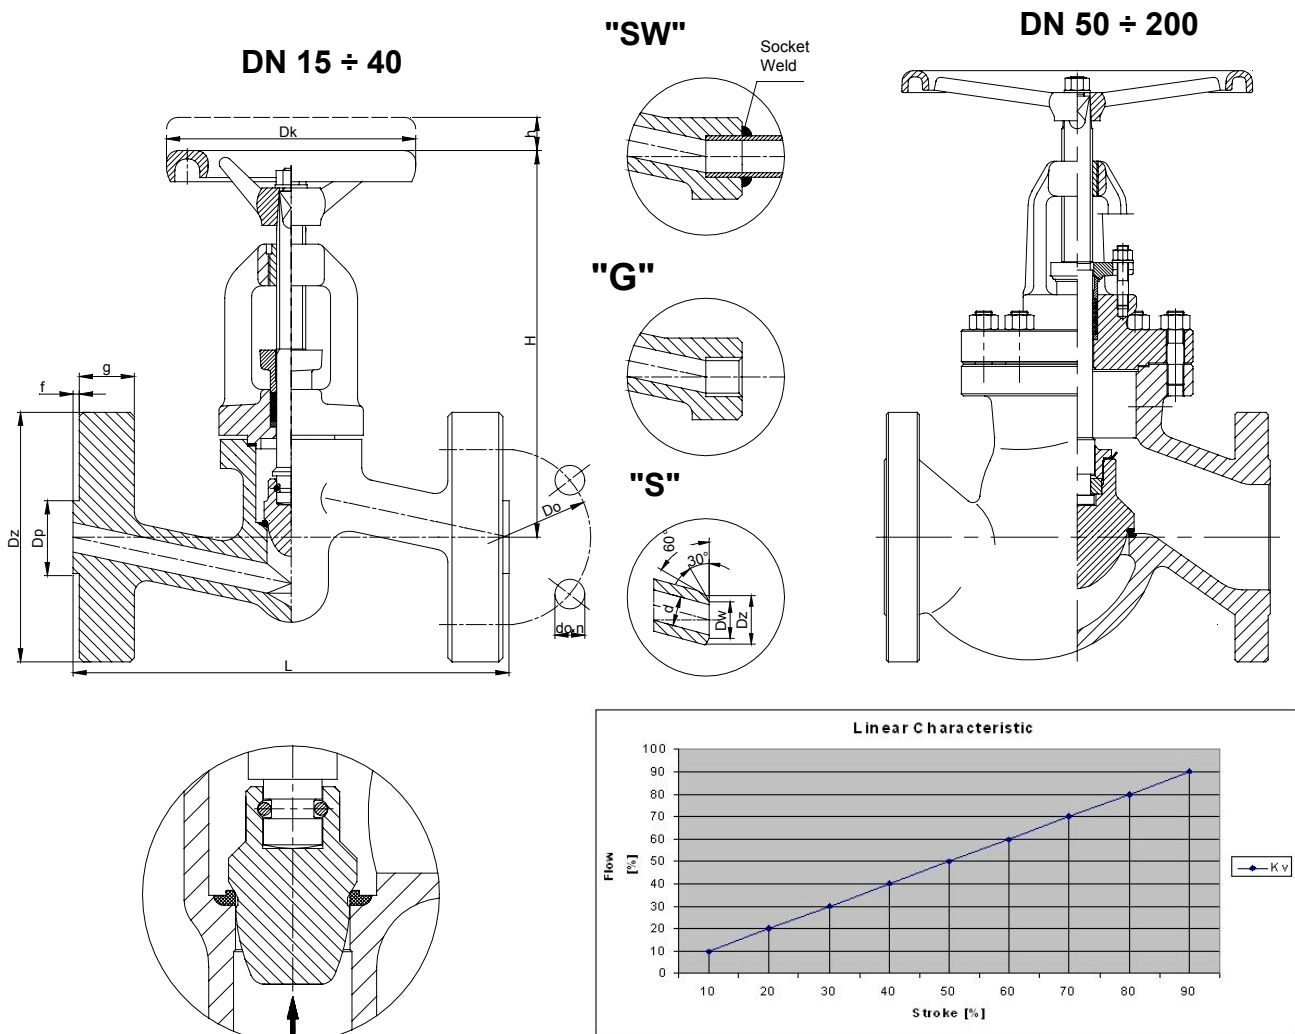 DN 15 ÷ 40
"SW"
DN 50 ÷ 200
Socket
Weld
Dk
h
H
"G"
g
f
Dz
Dp
Do
do,n
L
"S"
60°
30°
d
Dw
Dz
Linear Characteristic
100
90
80
70
60
50
40
30
20
10
0
Flow
[%]
10 20 30 40 50 60 70 80 90
Stroke [%]
Kv